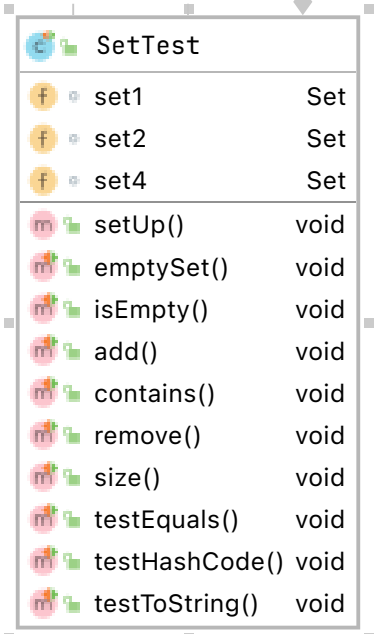 SetTest
set1 Set
set2 Set
set4 Set
setUp() void
emptySet() void
isEmpty() void
add() void
contains() void
remove() void
size() void
testEquals() void
testHashCode() void
testToString() void